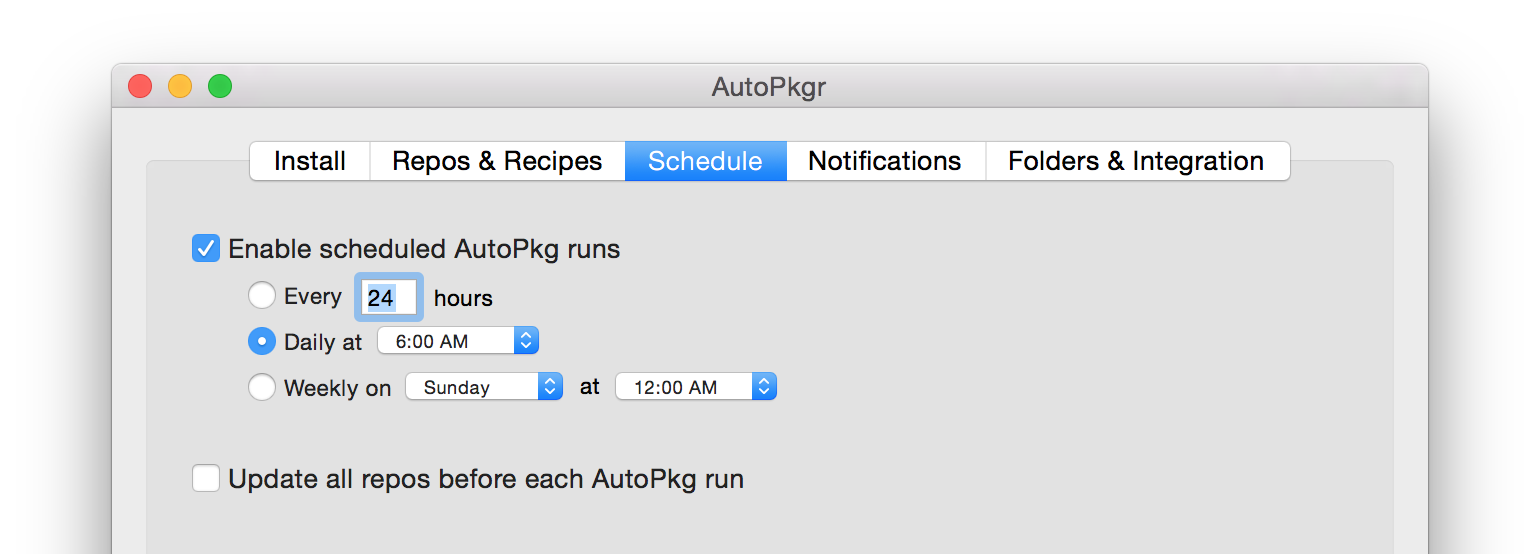 AutoPkgr
Install Repos & Recipes Schedule Notifications Folders & Integration
Enable scheduled AutoPkg runs
Every 24 hours
Daily at 6:00 AM
Weekly on Sunday at 12:00 AM
Update all repos before each AutoPkg run